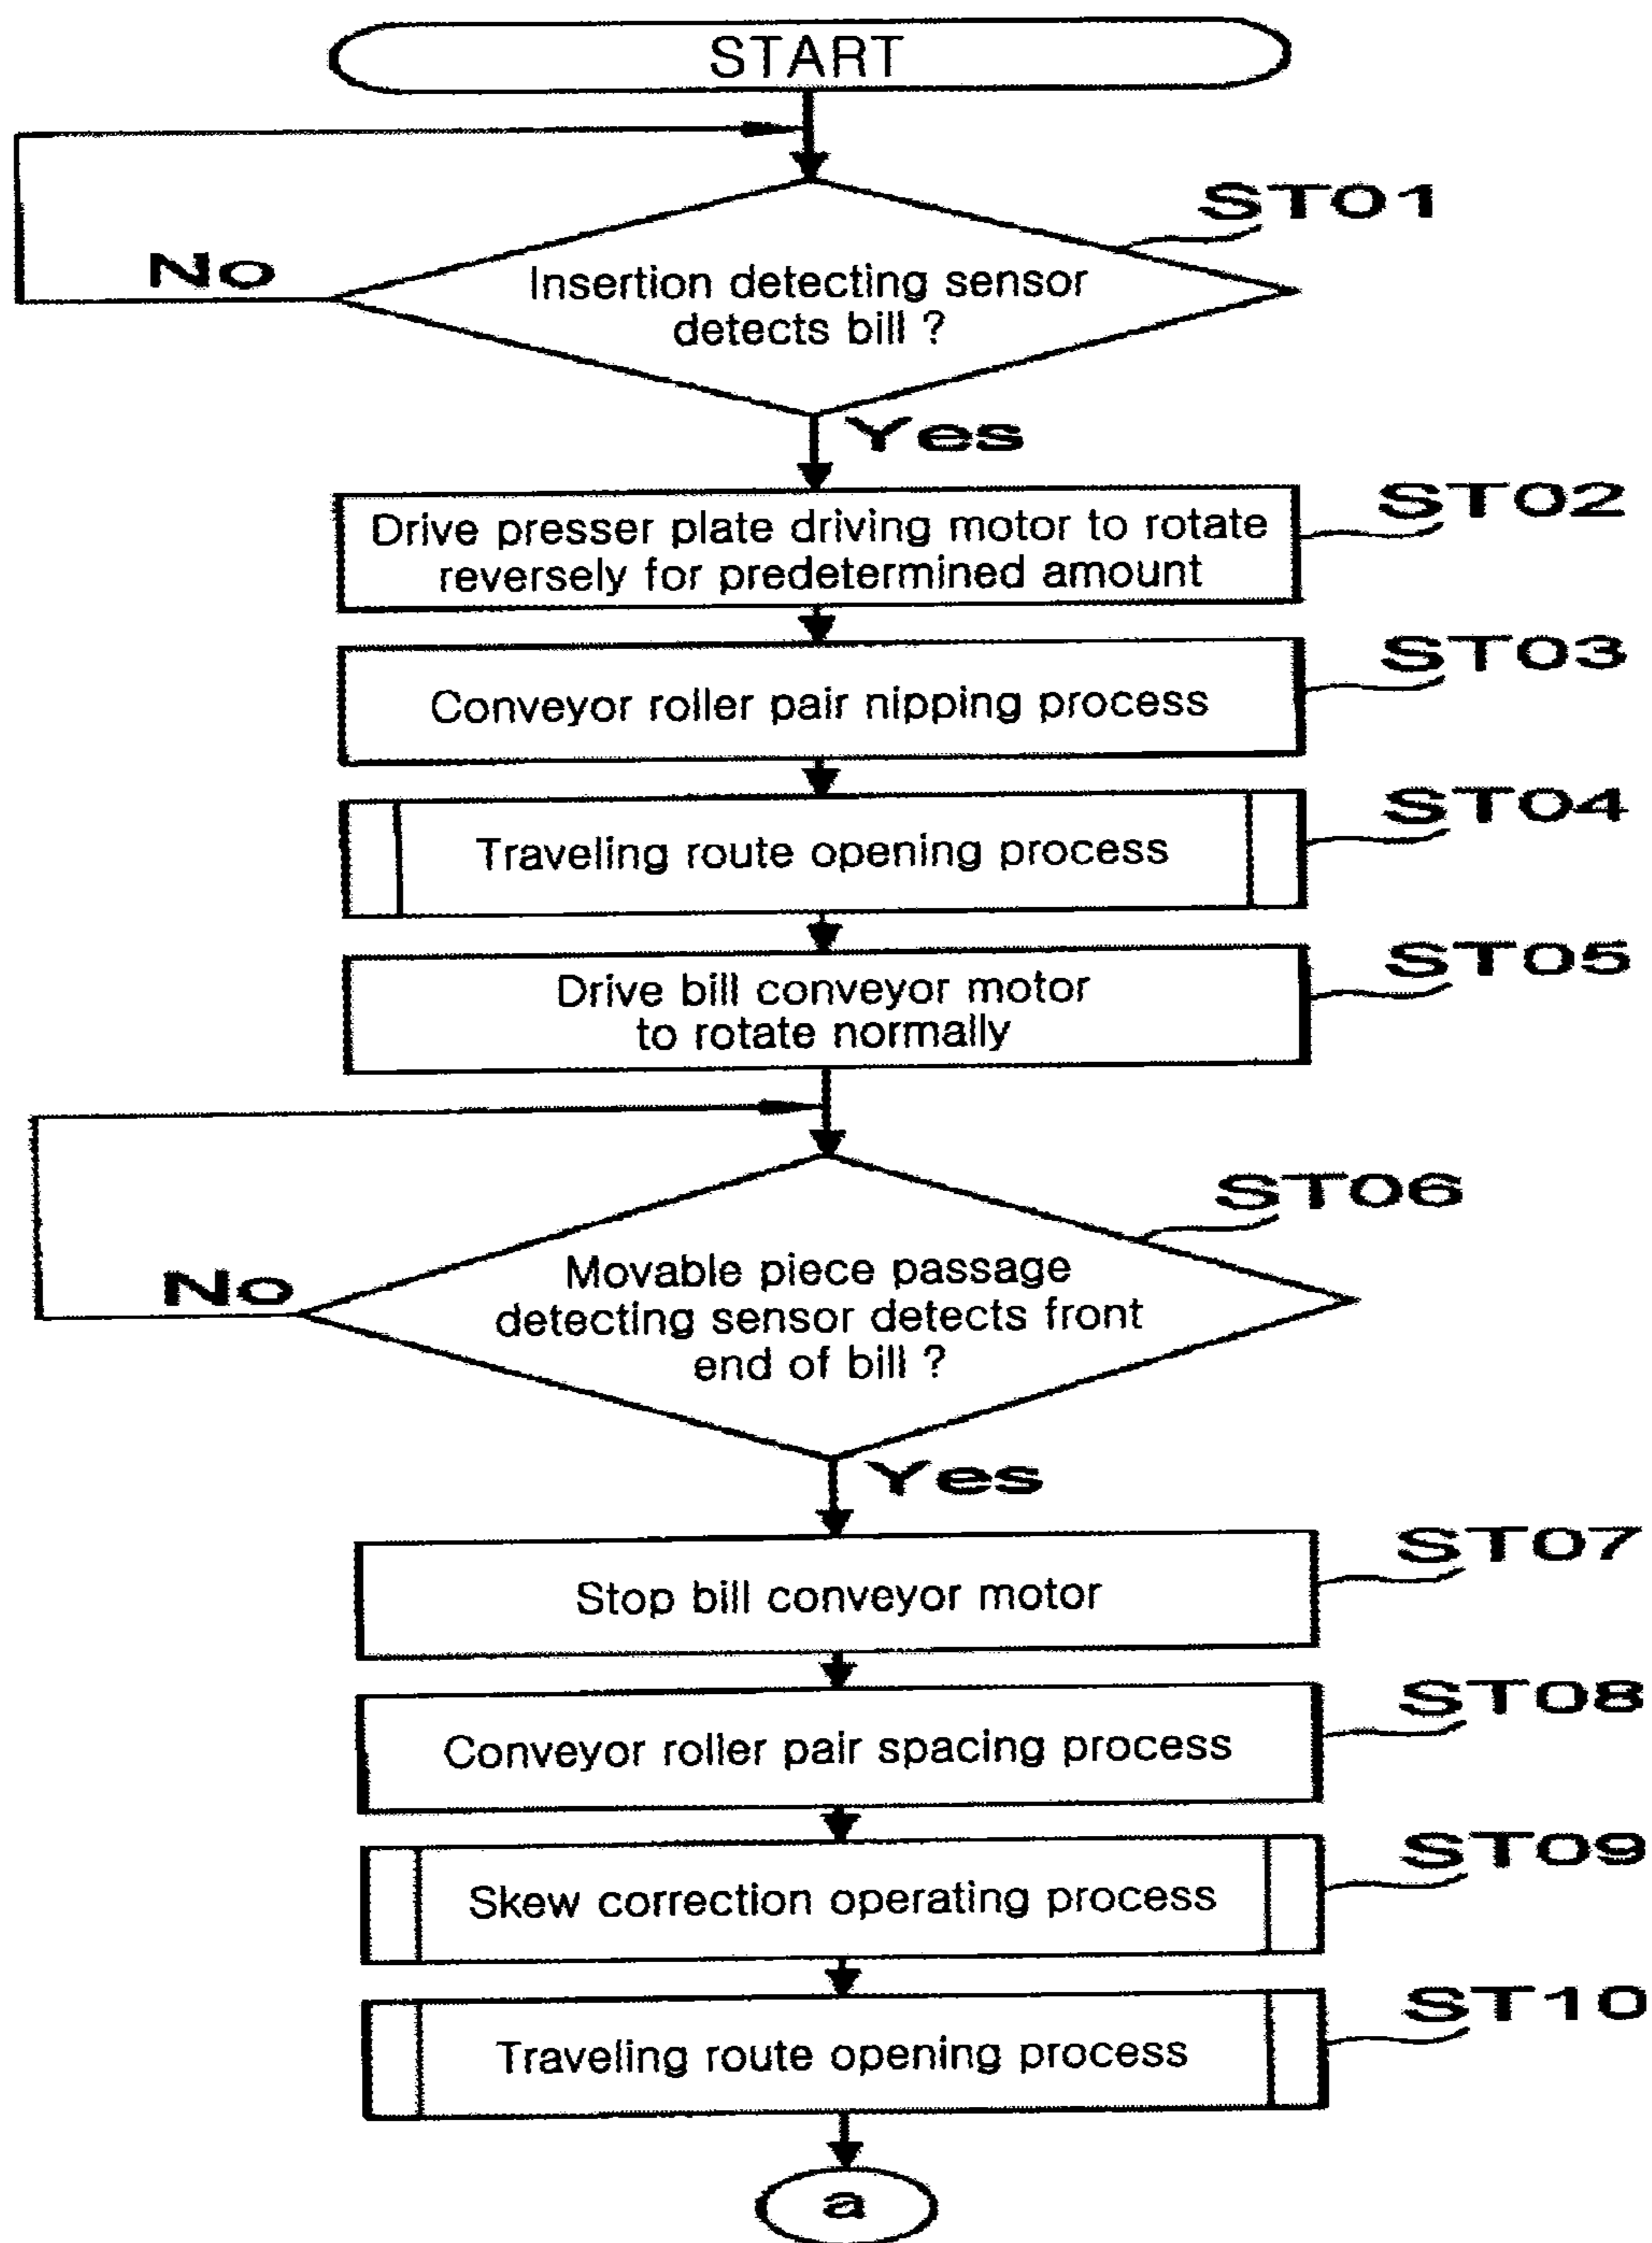 START
ST01
No
Insertion detecting sensor
detects bill ?
Yes
ST02
Drive presser plate driving motor to rotate
reversely for predetermined amount
ST03
Conveyor roller pair nipping process
ST04
Traveling route opening process
ST05
Drive bill conveyor motor
to rotate normally
ST06
No
Movable piece passage
detecting sensor detects front
end of bill ?
Yes
ST07
Stop bill conveyor motor
ST08
Conveyor roller pair spacing process
ST09
Skew correction operating process
ST10
Traveling route opening process
a